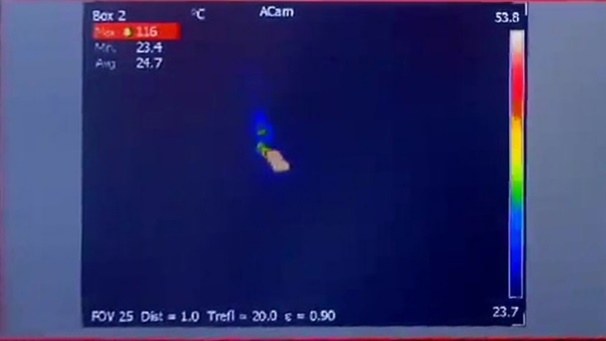 Box 2 °C ACam 53.8
Max 116
Min 23.4
Avg 24.7
FOV 25 Dist = 1.0 Trefl = 20.0 ε = 0.90 23.7